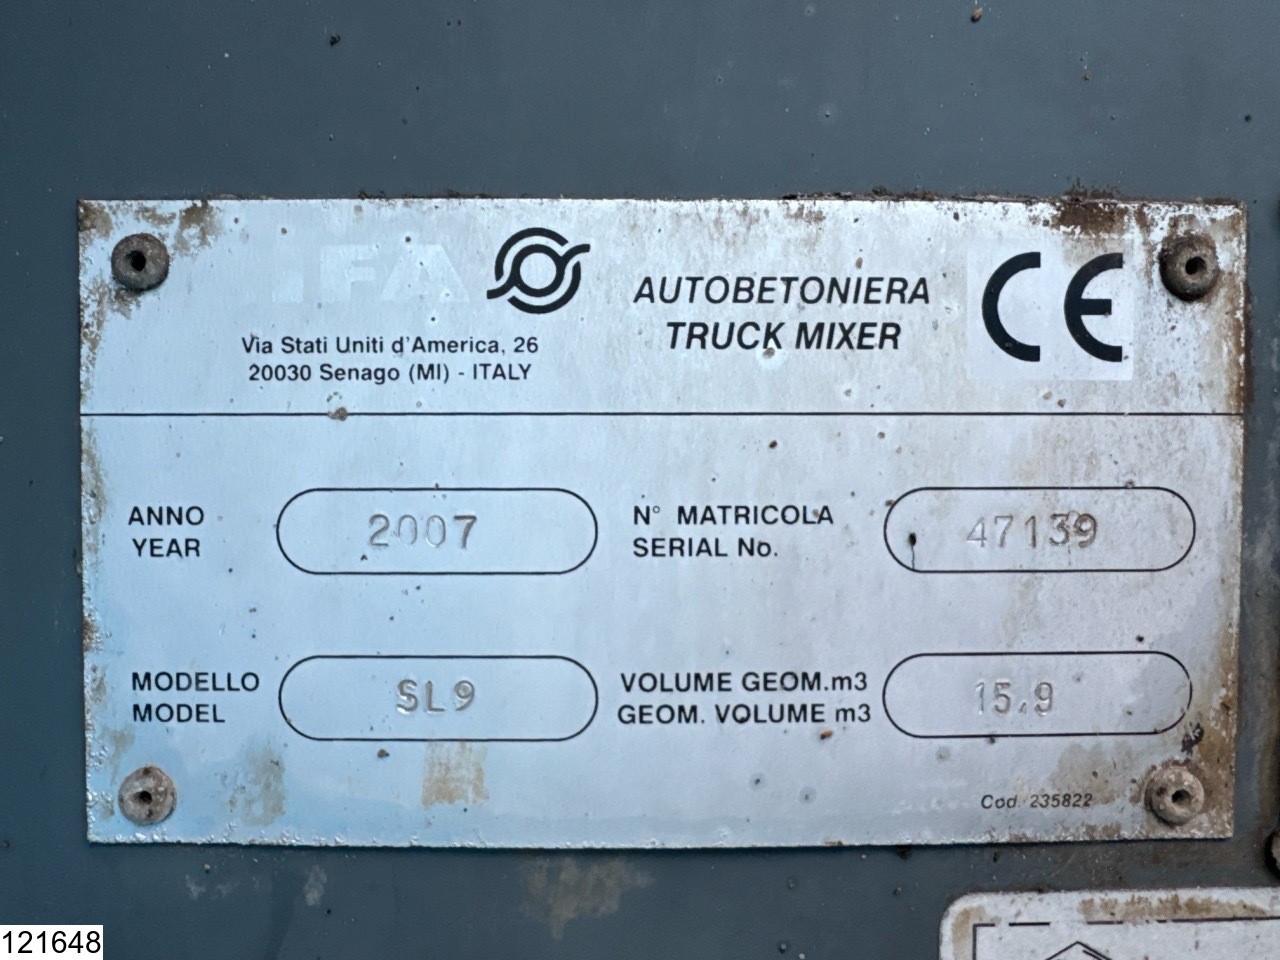 IFA
Via Stati Uniti d'America, 26
20030 Senago (MI) - ITALY
AUTOBETONIERA
TRUCK MIXER
CE
ANNO
YEAR
2007
N° MATRICOLA
SERIAL No.
47139
MODELLO
MODEL
SL9
VOLUME GEOM.m3
GEOM. VOLUME m3
15.9
Cod. 235822
121648